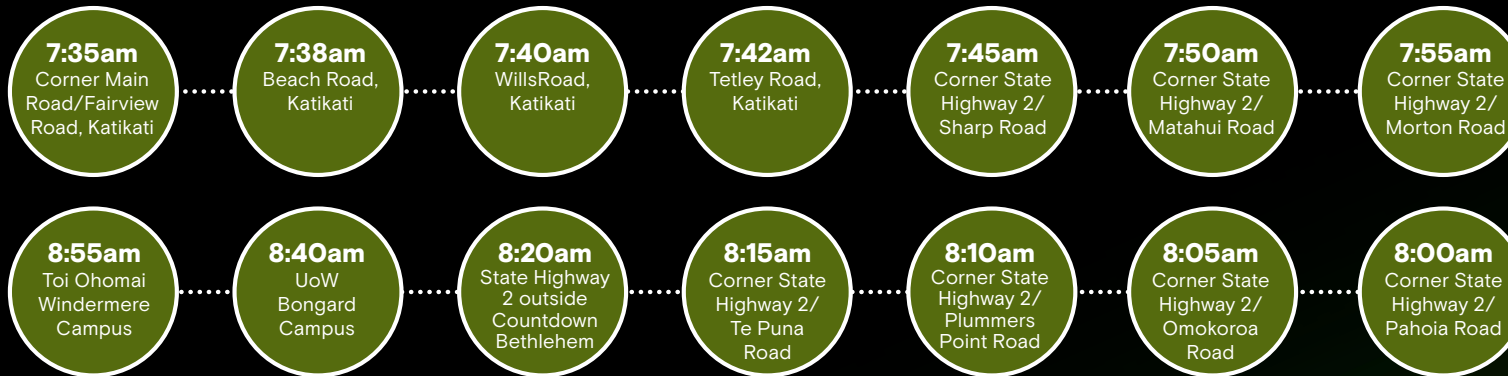 7:35am
Corner Main
Road/Fairview
Road, Katikati
7:38am
Beach Road,
Katikati
7:40am
WillsRoad,
Katikati
7:42am
Tetley Road,
Katikati
7:45am
Corner State
Highway 2/
Sharp Road
7:50am
Corner State
Highway 2/
Matahui Road
7:55am
Corner State
Highway 2/
Morton Road
8:55am
Toi Ohomai
Windermere
Campus
8:40am
UoW
Bongard
Campus
8:20am
State Highway
2 outside
Countdown
Bethlehem
8:15am
Corner State
Highway 2/
Te Puna
Road
8:10am
Corner State
Highway 2/
Plummers
Point Road
8:05am
Corner State
Highway 2/
Omokoroa
Road
8:00am
Corner State
Highway 2/
Pahoia Road